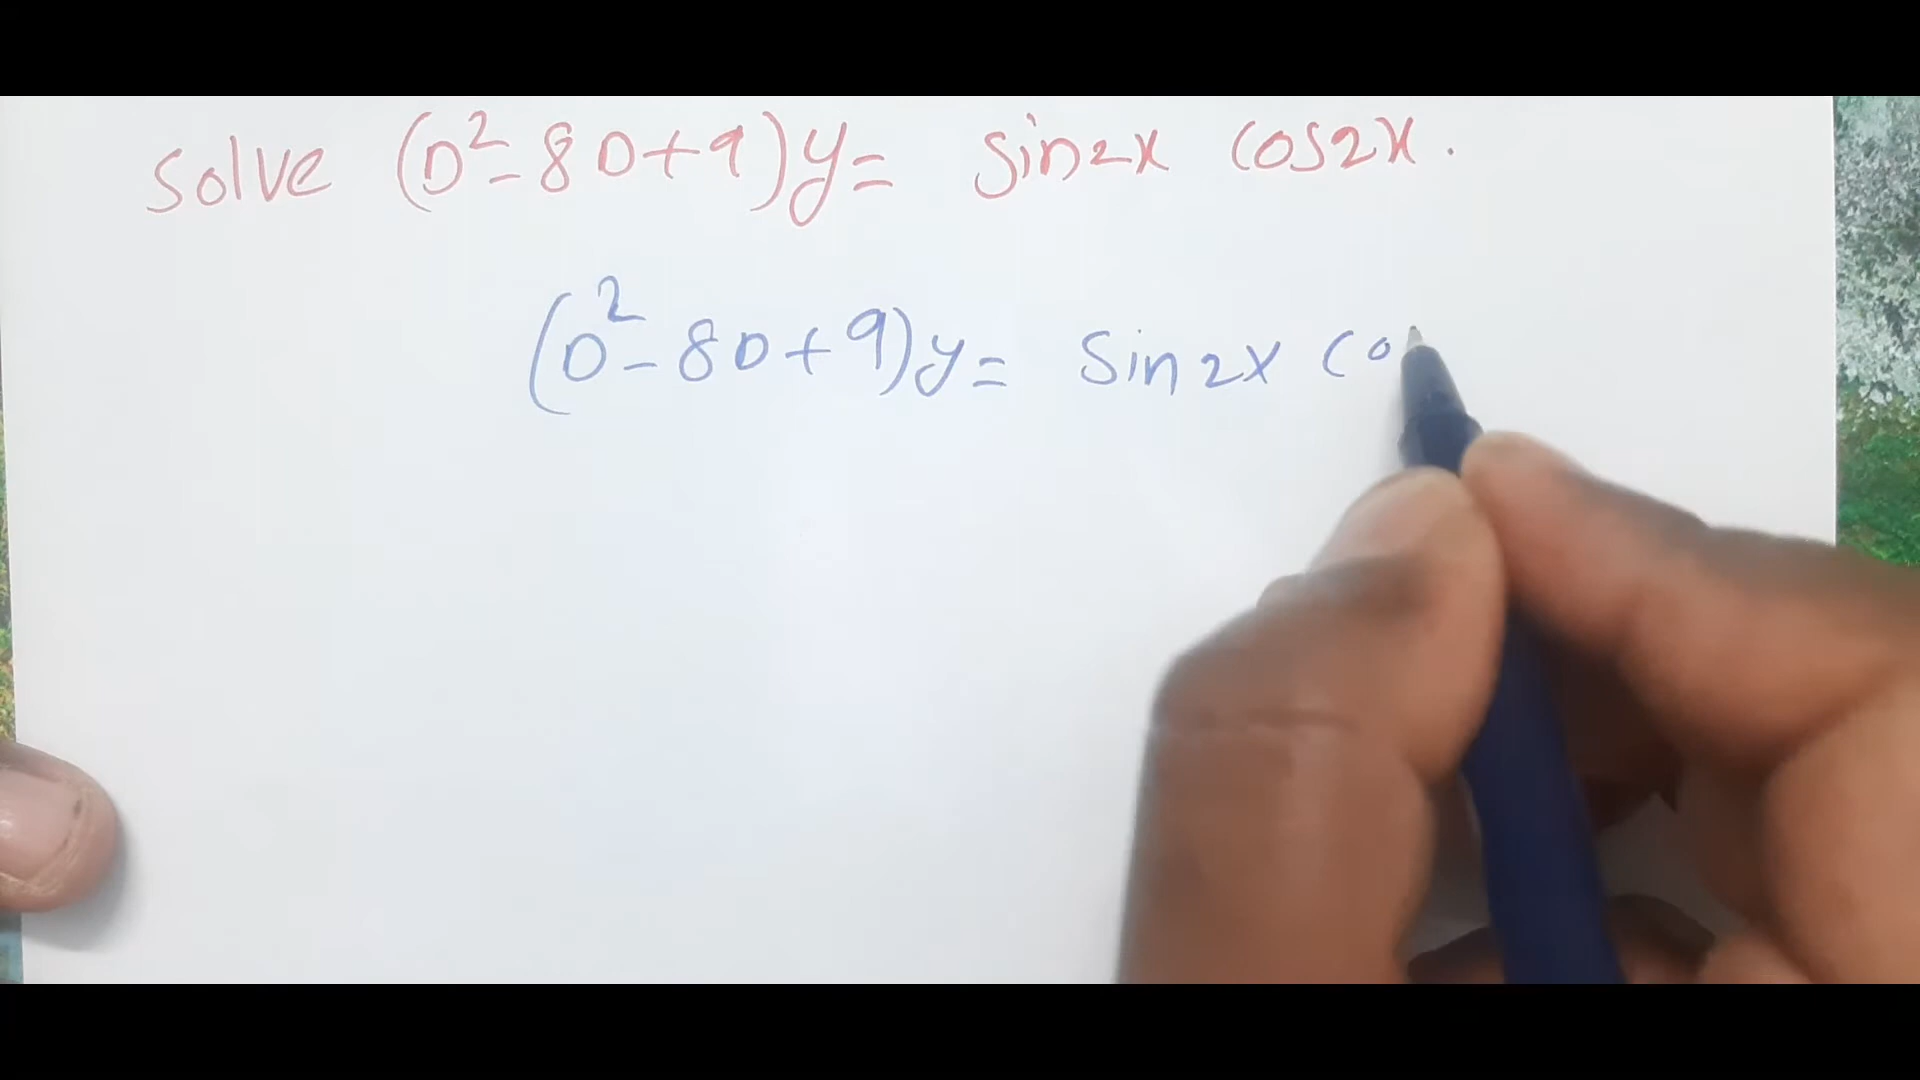 Solve (D²-8D+9)y= Sin2x Cos2x.
(D²-8D+9)y= Sin2x Co